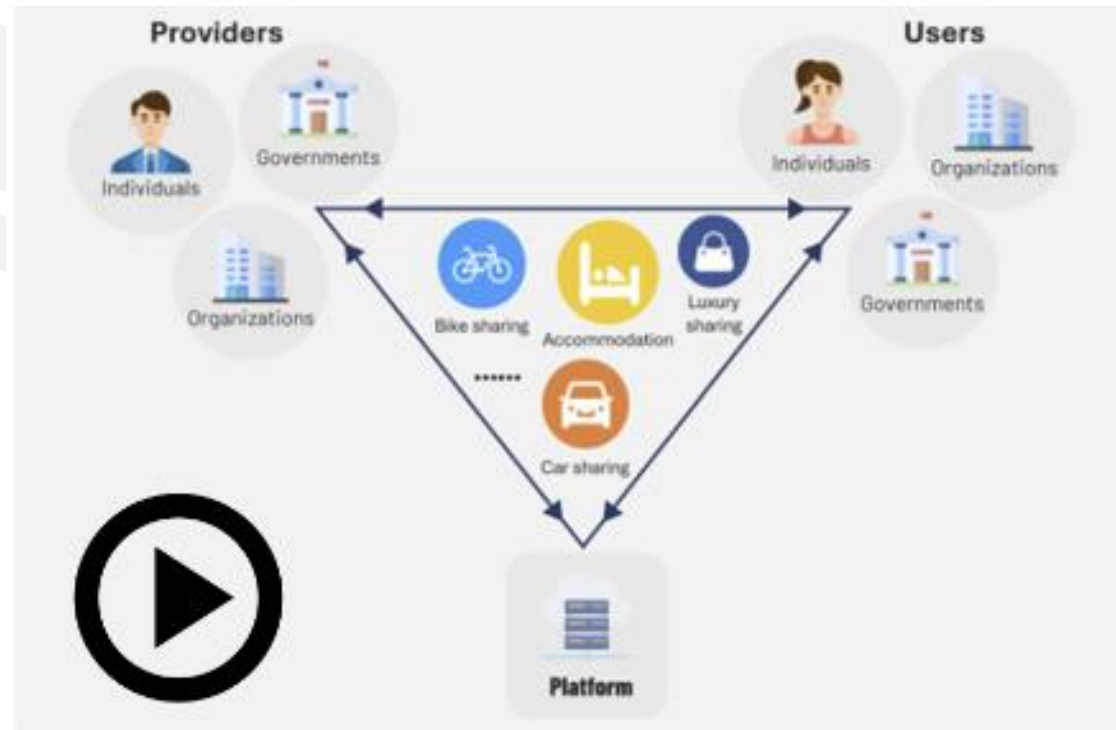 Providers
Users
Governments
Individuals
Organizations
Individuals
Organizations
Governments
Bike sharing
Accommodation
Luxury
sharing
......
Car sharing
Platform